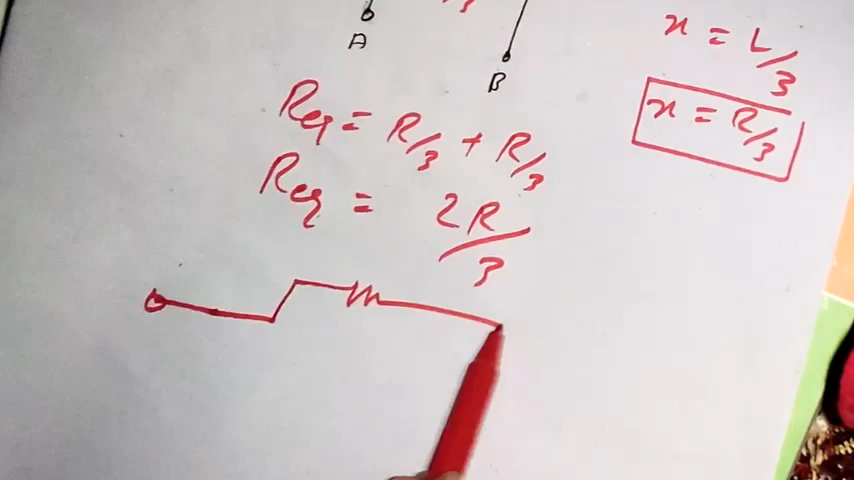 A
B
x = L/3
x = R/3
Req = R/3 + R/3
Req = 2R/3